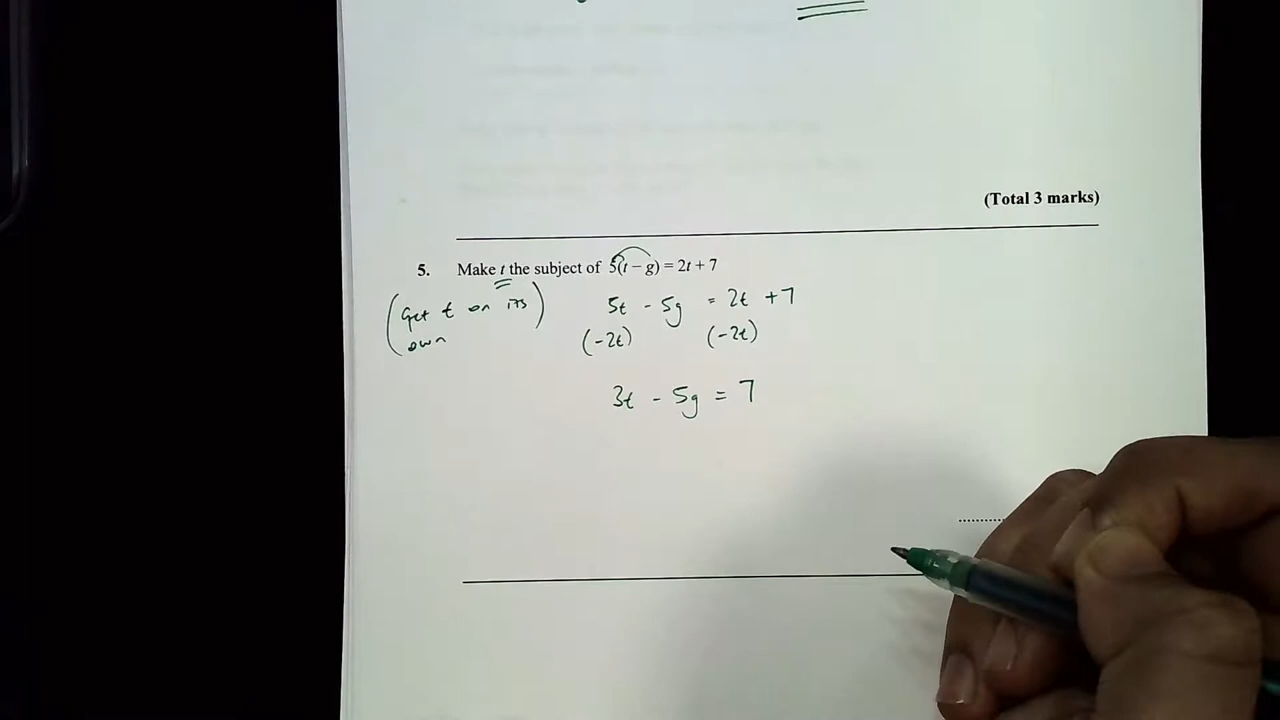 (Total 3 marks)
5. Make t the subject of 5(t − g) = 2t + 7
(Get t on its own)
5t - 5g = 2t + 7
(-2t) (-2t)
3t - 5g = 7